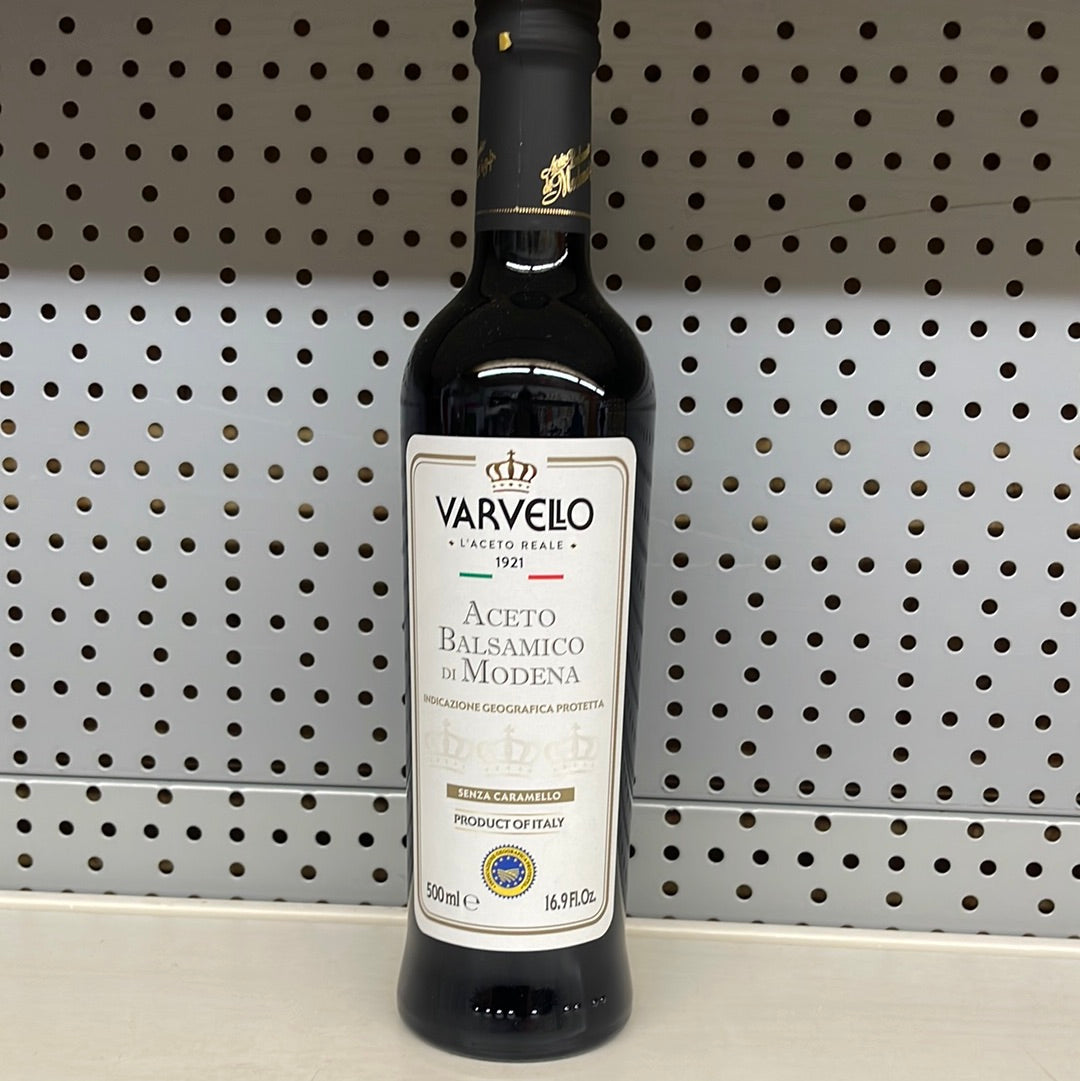 VARVELLO
L'ACETO REALE
1921
ACETO
BALSAMICO
DI MODENA
INDICAZIONE GEOGRAFICA PROTETTA
SENZA CARAMELLO
PRODUCT OF ITALY
500 ml ℮ 16.9 Fl.Oz.